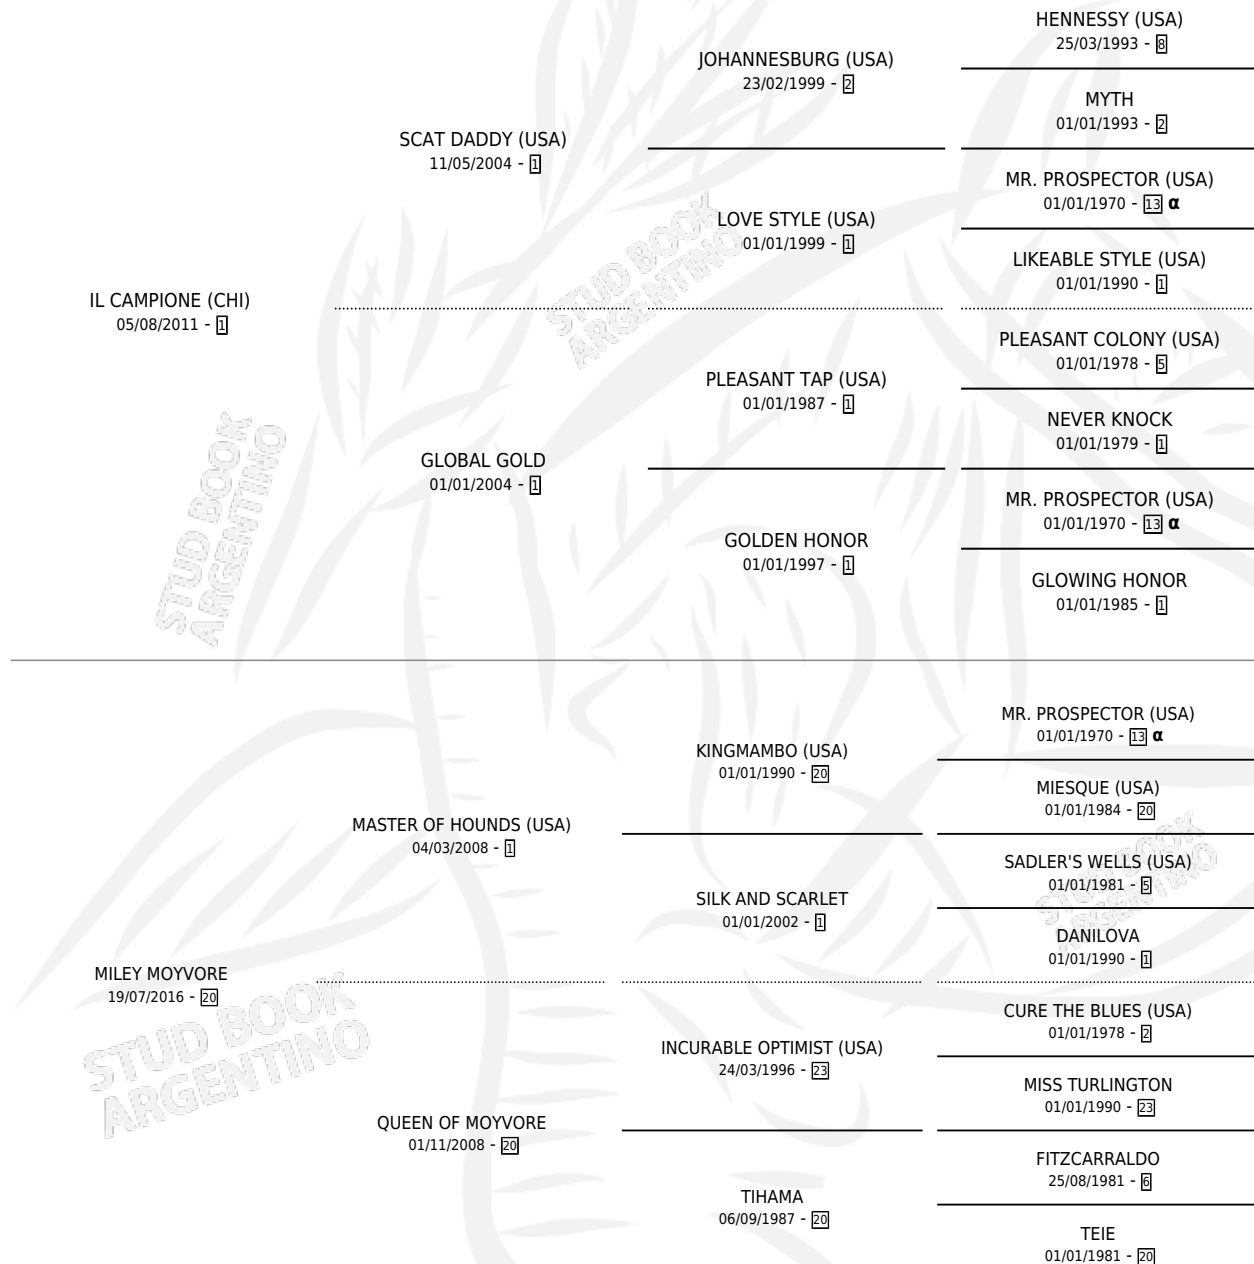 HENNESSY (USA)
25/03/1993 - 8
JOHANNESBURG (USA)
23/02/1999 - 2
MYTH
01/01/1993 - 2
SCAT DADDY (USA)
11/05/2004 - 1
MR. PROSPECTOR (USA)
01/01/1970 - 13 α
LOVE STYLE (USA)
01/01/1999 - 1
LIKEABLE STYLE (USA)
01/01/1990 - 1
IL CAMPIONE (CHI)
05/08/2011 - 1
PLEASANT COLONY (USA)
01/01/1978 - 5
PLEASANT TAP (USA)
01/01/1987 - 1
NEVER KNOCK
01/01/1979 - 1
GLOBAL GOLD
01/01/2004 - 1
MR. PROSPECTOR (USA)
01/01/1970 - 13 α
GOLDEN HONOR
01/01/1997 - 1
GLOWING HONOR
01/01/1985 - 1
MR. PROSPECTOR (USA)
01/01/1970 - 13 α
KINGMAMBO (USA)
01/01/1990 - 20
MIESQUE (USA)
01/01/1984 - 20
MASTER OF HOUNDS (USA)
04/03/2008 - 1
SADLER'S WELLS (USA)
01/01/1981 - 5
SILK AND SCARLET
01/01/2002 - 1
DANILOVA
01/01/1990 - 1
MILEY MOYVORE
19/07/2016 - 20
CURE THE BLUES (USA)
01/01/1978 - 2
INCURABLE OPTIMIST (USA)
24/03/1996 - 23
MISS TURLINGTON
01/01/1990 - 23
QUEEN OF MOYVORE
01/11/2008 - 20
FITZCARRALDO
25/08/1981 - 6
TIHAMA
06/09/1987 - 20
TEIE
01/01/1981 - 20
STUD BOOK
ARGENTINO
STUD BOOK
ARGENTINO
STUD BOOK
ARGENTINO
STUD BOOK
ARGENTINO